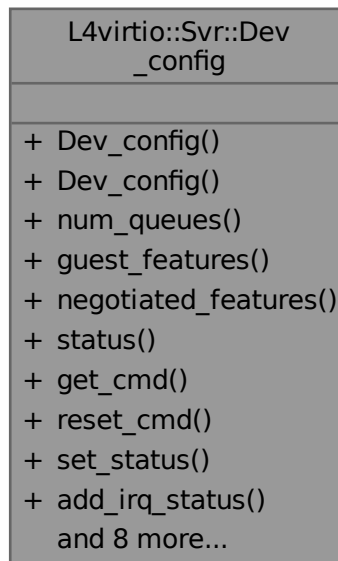 L4virtio::Svr::Dev
_config
+ Dev_config()
+ Dev_config()
+ num_queues()
+ guest_features()
+ negotiated_features()
+ status()
+ get_cmd()
+ reset_cmd()
+ set_status()
+ add_irq_status()
and 8 more...